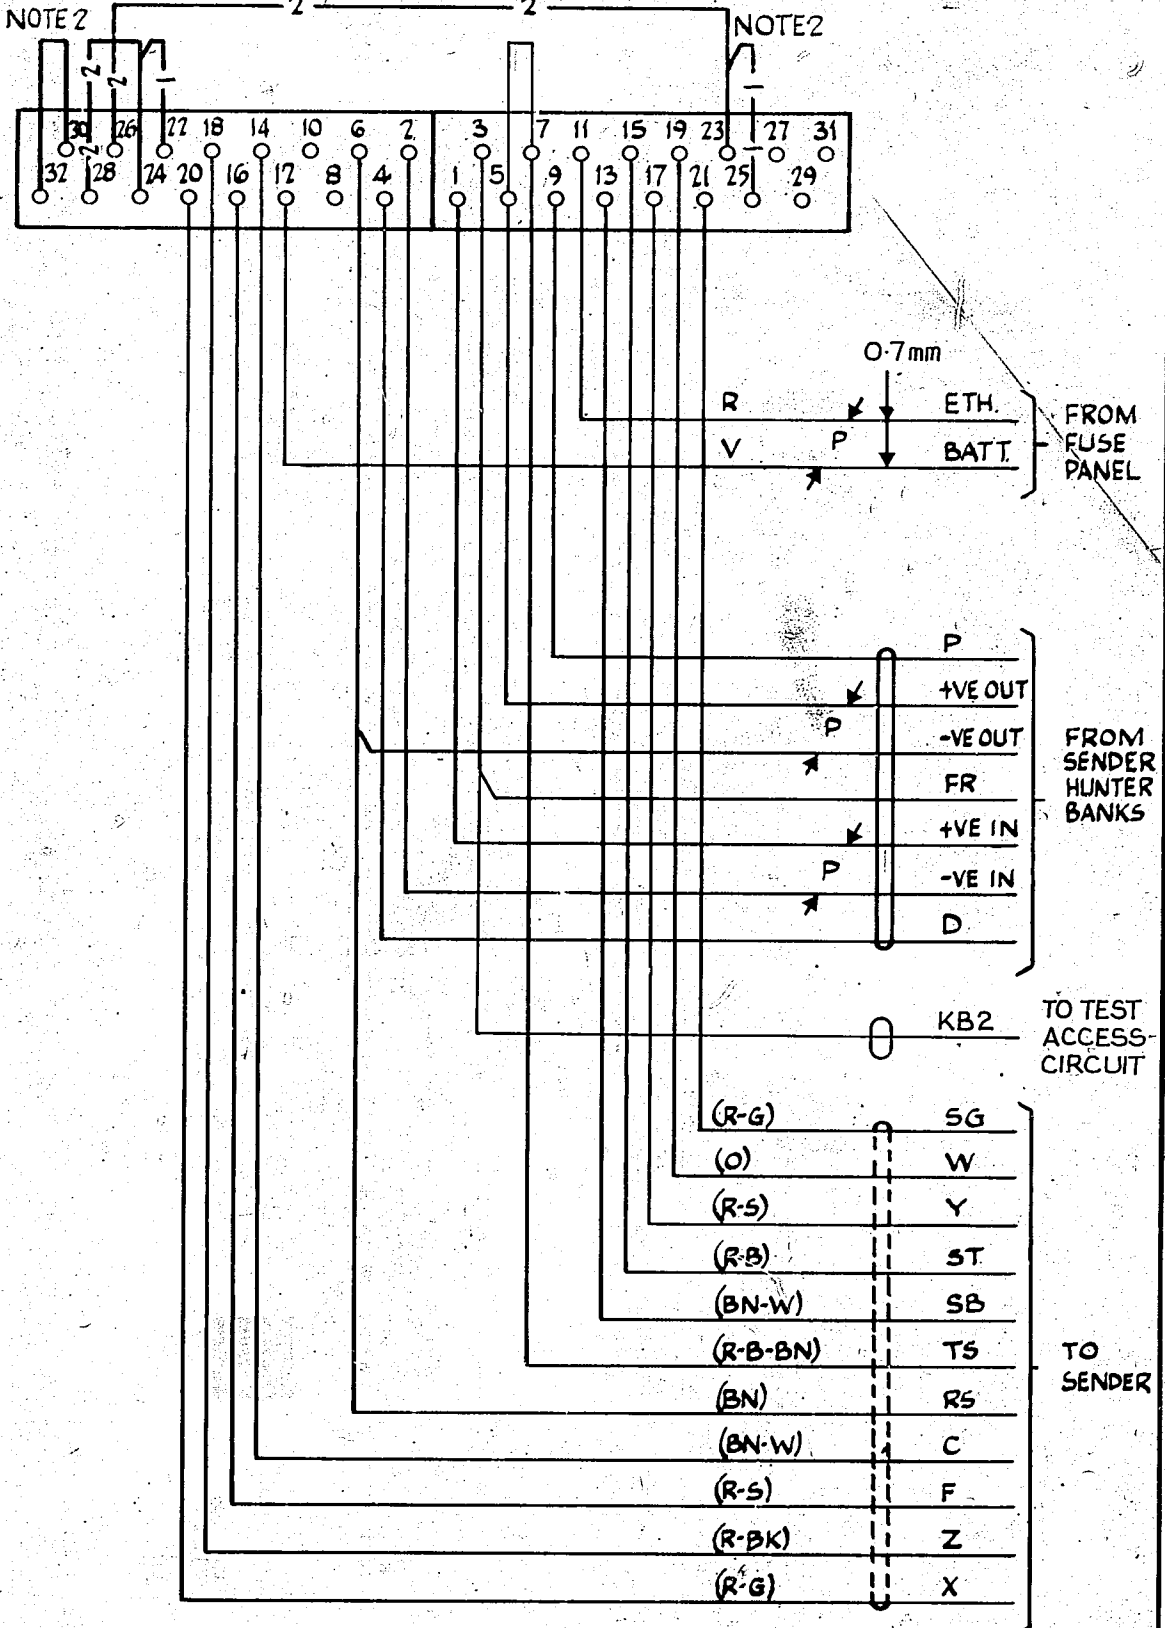 2 2
NOTE 2
NOTE2
2
2
2
30 26 22 18 14 10 6 2 3 7 11 15 19 23 27 31
32 28 24 20 16 12 8 4 1 5 9 13 17 21 25 29
0.7mm
R ETH.
P
V BATT.
FROM
FUSE
PANEL
P
+VE OUT
P
-VE OUT
FR
+VE IN
P
-VE IN
D
FROM
SENDER
HUNTER
BANKS
KB2
TO TEST
ACCESS
CIRCUIT
(R-G) SG
(O) W
(R-S) Y
(R-B) ST.
(BN-W) SB
(R-B-BN) TS
(BN) RS
(BN-W) C
(R-S) F
(R-BK) Z
(R-G) X
TO
SENDER